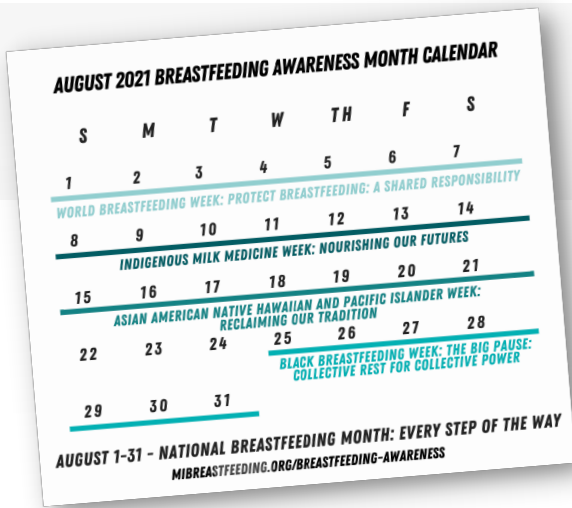 AUGUST 2021 BREASTFEEDING AWARENESS MONTH CALENDAR
S M T W TH F S
1 2 3 4 5 6 7
WORLD BREASTFEEDING WEEK: PROTECT BREASTFEEDING: A SHARED RESPONSIBILITY
8 9 10 11 12 13 14
INDIGENOUS MILK MEDICINE WEEK: NOURISHING OUR FUTURES
15 16 17 18 19 20 21
ASIAN AMERICAN NATIVE HAWAIIAN AND PACIFIC ISLANDER WEEK:
RECLAIMING OUR TRADITION
22 23 24 25 26 27 28
BLACK BREASTFEEDING WEEK: THE BIG PAUSE:
COLLECTIVE REST FOR COLLECTIVE POWER
29 30 31
AUGUST 1-31 - NATIONAL BREASTFEEDING MONTH: EVERY STEP OF THE WAY
MIBREASTFEEDING.ORG/BREASTFEEDING-AWARENESS